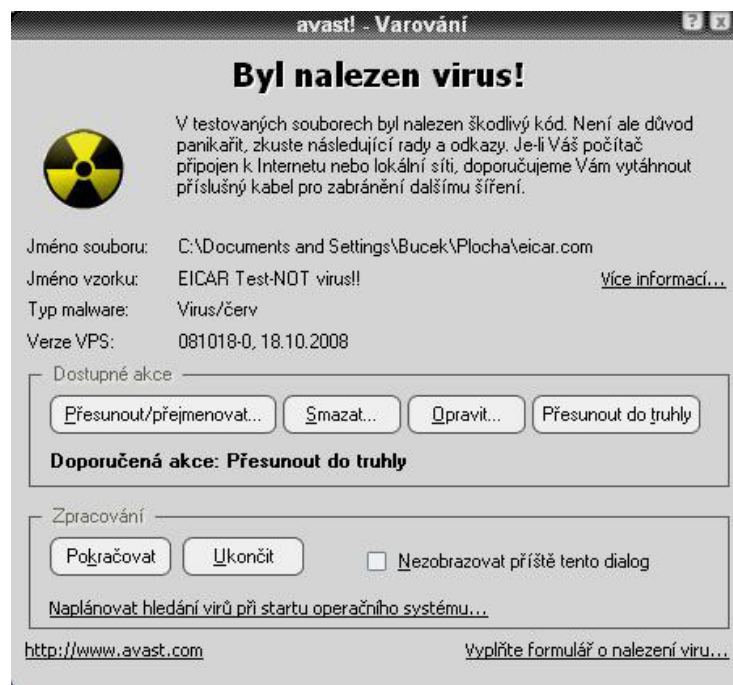 avast! - Varování
Byl nalezen virus!
V testovaných souborech byl nalezen škodlivý kód. Není ale důvod
panikařit, zkuste následující rady a odkazy. Je-li Váš počítač
připojen k Internetu nebo lokální síti, doporučujeme Vám vytáhnout
příslušný kabel pro zabránění dalšímu šíření.
Jméno souboru: C:\Documents and Settings\Bucek\Plocha\eicar.com
Jméno vzorku: EICAR Test-NOT virus!! Více informací...
Typ malware: Virus/červ
Verze VPS: 081018-0, 18.10.2008
Dostupné akce
Přesunout/přejmenovat... Smazat... Opravit... Přesunout do truhly
Doporučená akce: Přesunout do truhly
Zpracování
Pokračovat Ukončit Nezobrazovat příště tento dialog
Naplánovat hledání virů při startu operačního systému...
http://www.avast.com Vyplňte formulář o nalezení viru...